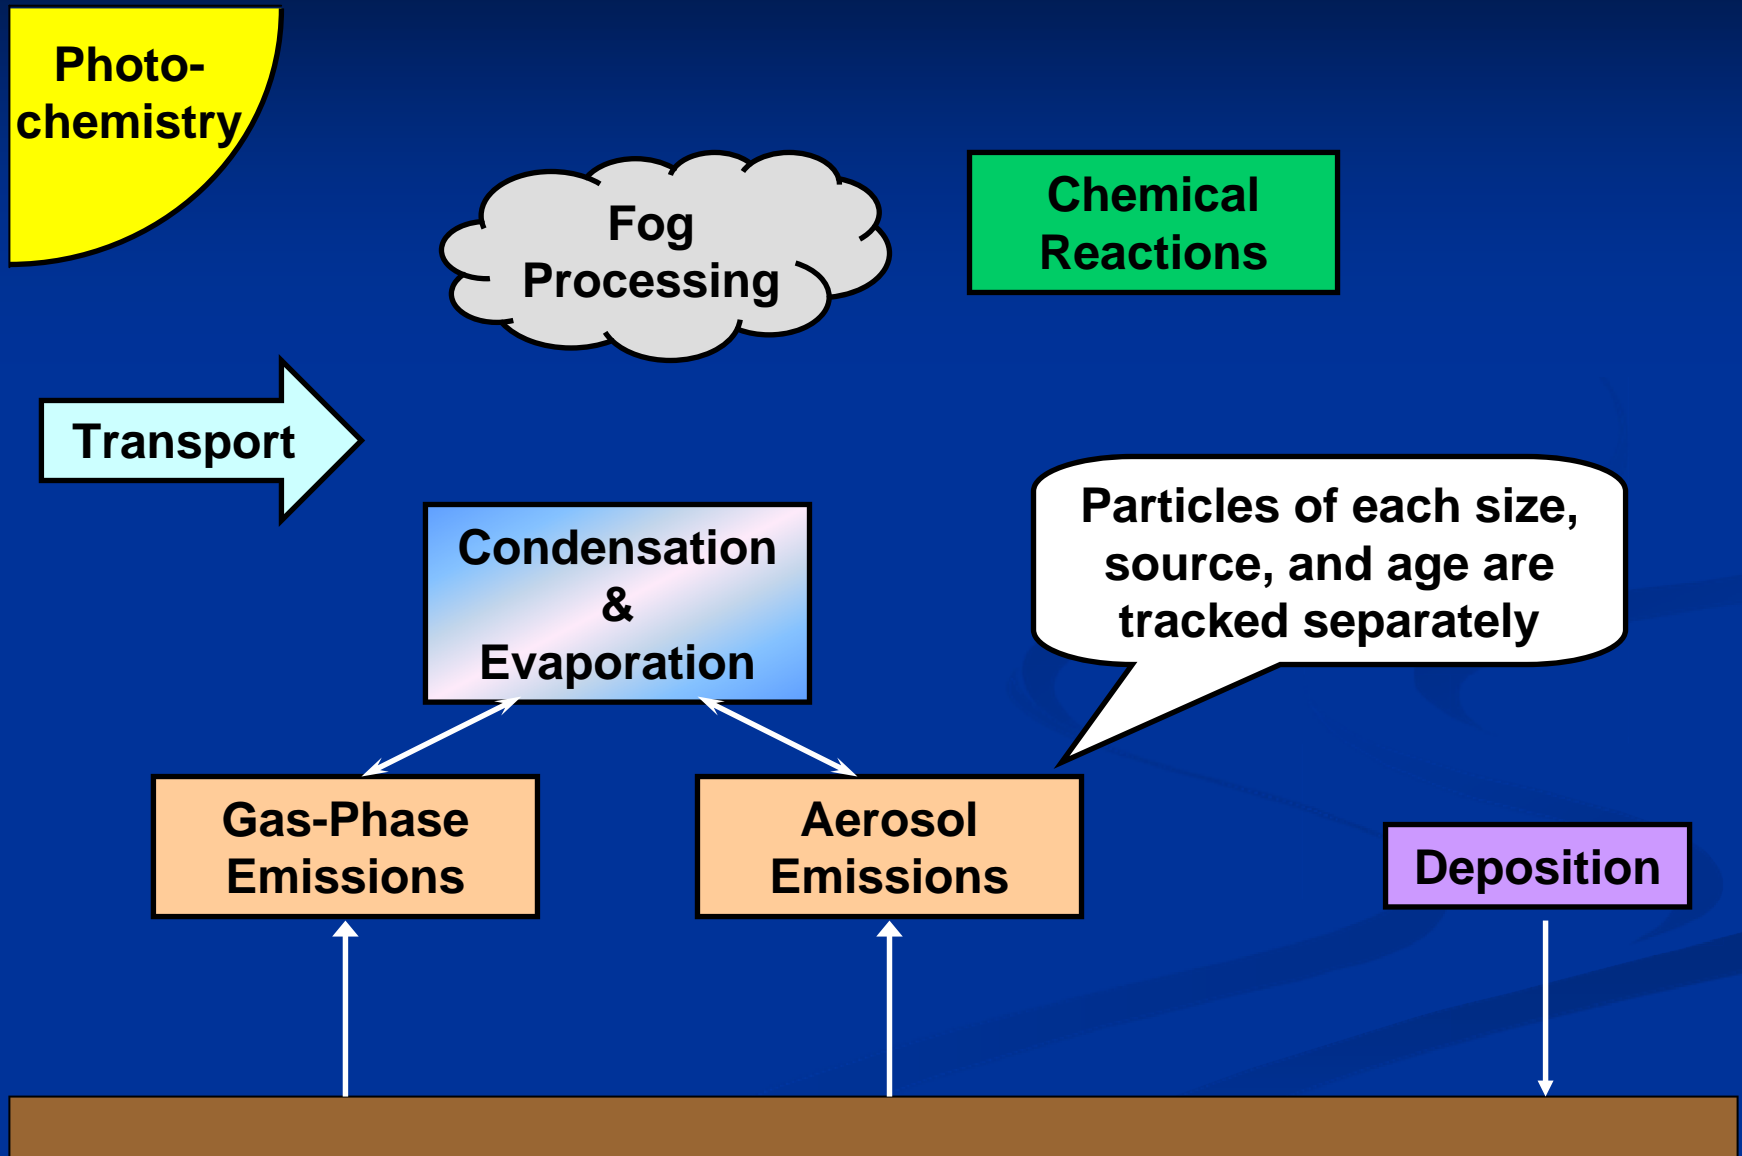 Photo-
chemistry
Fog
Processing
Chemical
Reactions
Transport
Condensation
&
Evaporation
Particles of each size,
source, and age are
tracked separately
Gas-Phase
Emissions
Aerosol
Emissions
Deposition